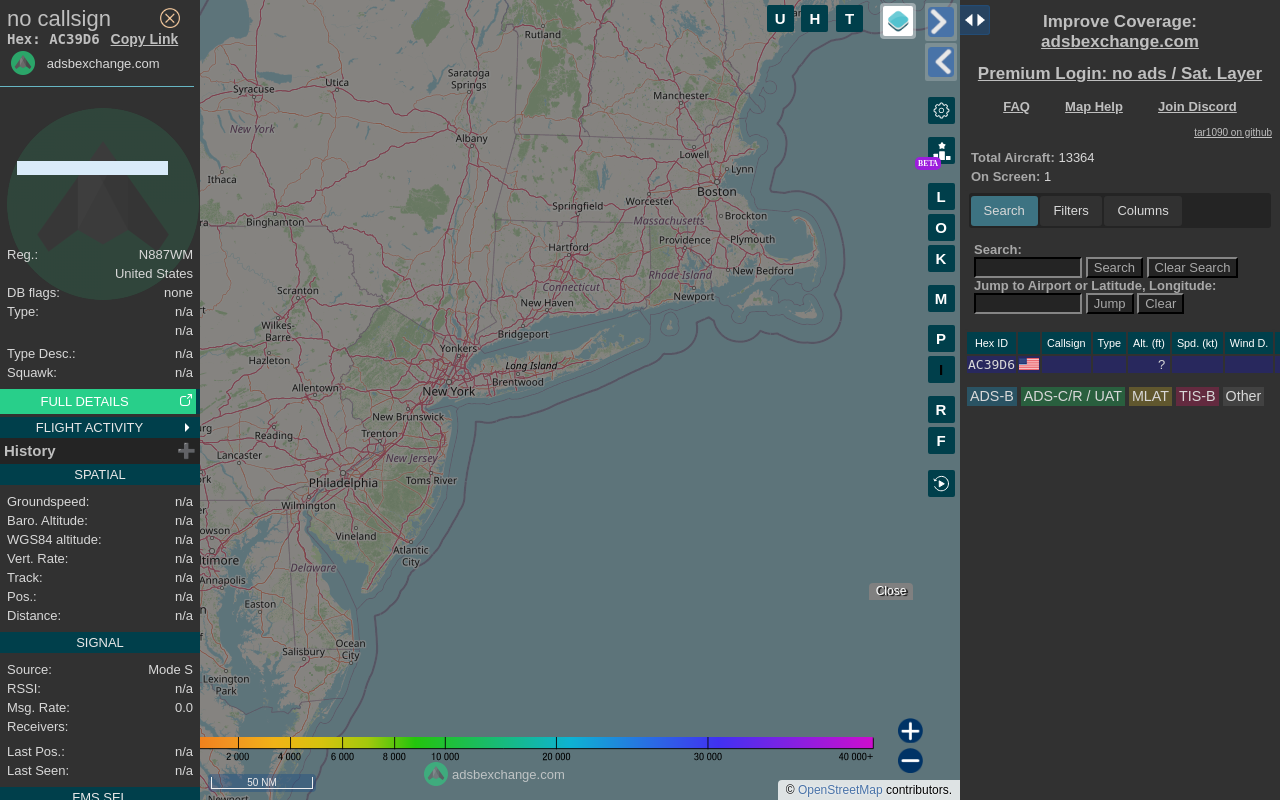 no callsign
Hex: AC39D6 Copy Link
adsbexchange.com
Reg.: N887WM
United States
DB flags: none
Type: n/a
n/a
Type Desc.: n/a
Squawk: n/a
FULL DETAILS
FLIGHT ACTIVITY
History
SPATIAL
Groundspeed: n/a
Baro. Altitude: n/a
WGS84 altitude: n/a
Vert. Rate: n/a
Track: n/a
Pos.: n/a
Distance: n/a
SIGNAL
Source: Mode S
RSSI: n/a
Msg. Rate: 0.0
Receivers:
Last Pos.: n/a
Last Seen: n/a
FMS SEL
U H T
BETA
L
O
K
M
P
I
R
F
Rutland
Saratoga
Springs
Utica
Syracuse
Manchester
New York
Albany
Lowell
Lynn
Ithaca
Boston
Worcester
Springfield
Binghamton
Massachusetts
Brockton
Providence
Plymouth
Hartford
Rhode Island
New Bedford
Connecticut
Scranton
New Haven
Newport
Wilkes-
Barre
Bridgeport
Yonkers
Hazleton
Long Island
Allentown
Brentwood
New York
New Brunswick
Reading
Trenton
Lancaster
New Jersey
Philadelphia
Toms River
Wilmington
owson
Vineland
Atlantic
City
ltimore
Delaware
Annapolis
Easton
Ocean
City
Salisbury
Lexington
Park
Newport
Close
2 000 4 000 6 000 8 000 10 000 20 000 30 000 40 000+
adsbexchange.com
50 NM
© OpenStreetMap contributors.
Improve Coverage:
adsbexchange.com
Premium Login: no ads / Sat. Layer
FAQ Map Help Join Discord
tar1090 on github
Total Aircraft: 13364
On Screen: 1
Search Filters Columns
Search:
Search Clear Search
Jump to Airport or Latitude, Longitude:
Jump Clear
Hex ID Callsign Type Alt. (ft) Spd. (kt) Wind D.
AC39D6 ?
ADS-B ADS-C/R / UAT MLAT TIS-B Other